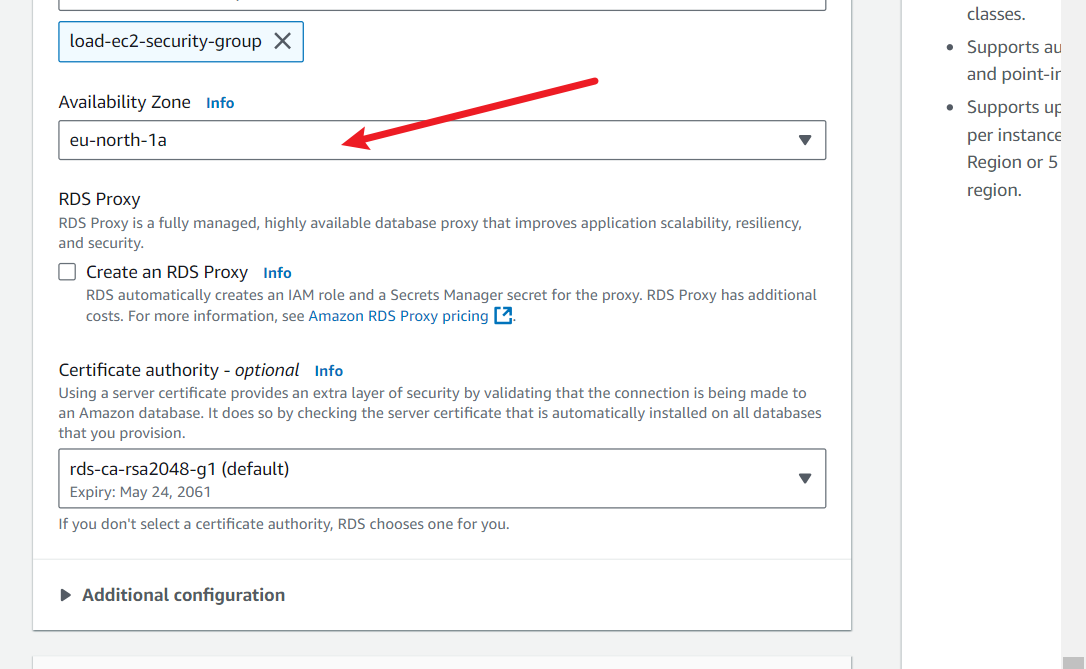 load-ec2-security-group
Availability Zone Info
eu-north-1a
RDS Proxy
RDS Proxy is a fully managed, highly available database proxy that improves application scalability, resiliency,
and security.
Create an RDS Proxy Info
RDS automatically creates an IAM role and a Secrets Manager secret for the proxy. RDS Proxy has additional
costs. For more information, see Amazon RDS Proxy pricing.
Certificate authority - optional Info
Using a server certificate provides an extra layer of security by validating that the connection is being made to
an Amazon database. It does so by checking the server certificate that is automatically installed on all databases
that you provision.
rds-ca-rsa2048-g1 (default)
Expiry: May 24, 2061
If you don't select a certificate authority, RDS chooses one for you.
Additional configuration
classes.
Supports au
and point-in
Supports up
per instance
Region or 5
region.